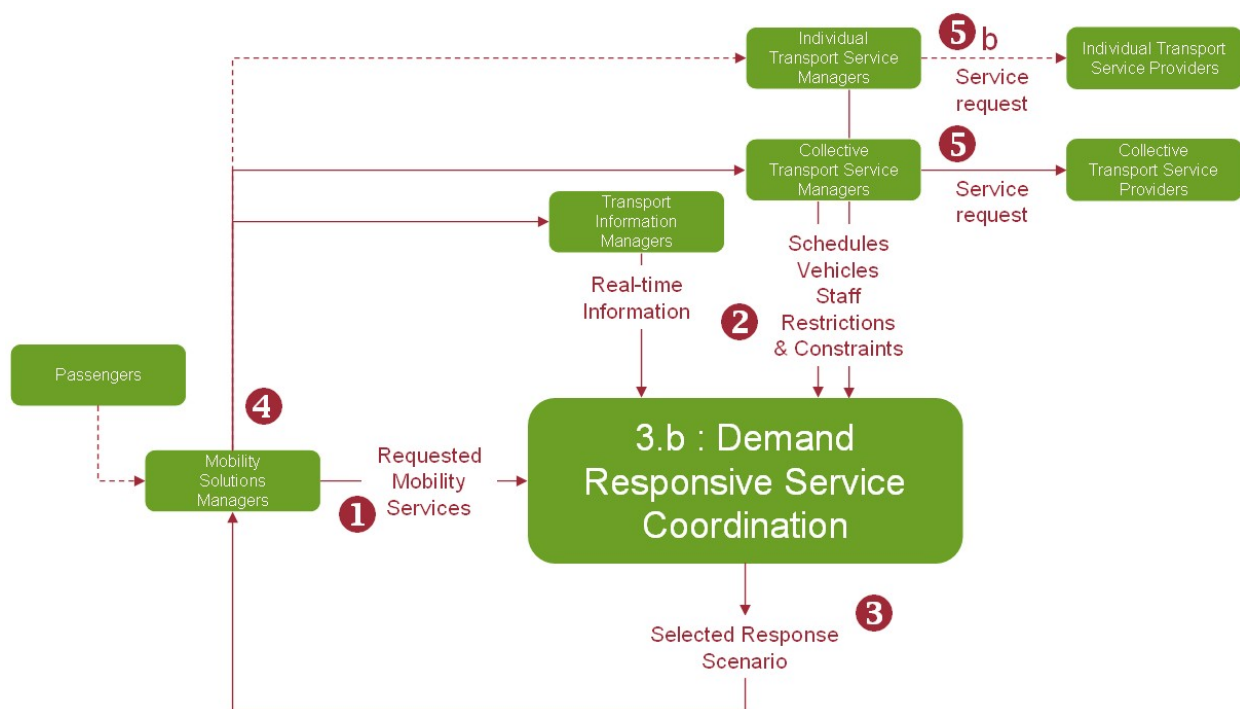 Individual
Transport Service
Managers
5 b
Service
request
Individual Transport
Service Providers
Collective
Transport Service
Managers
5
Service
request
Collective
Transport Service
Providers
Transport
Information
Managers
Real-time
Information
2
Schedules
Vehicles
Staff
Restrictions
& Constraints
Passengers
4
Mobility
Solutions
Managers
1
Requested
Mobility
Services
3.b : Demand
Responsive Service
Coordination
3
Selected Response
Scenario